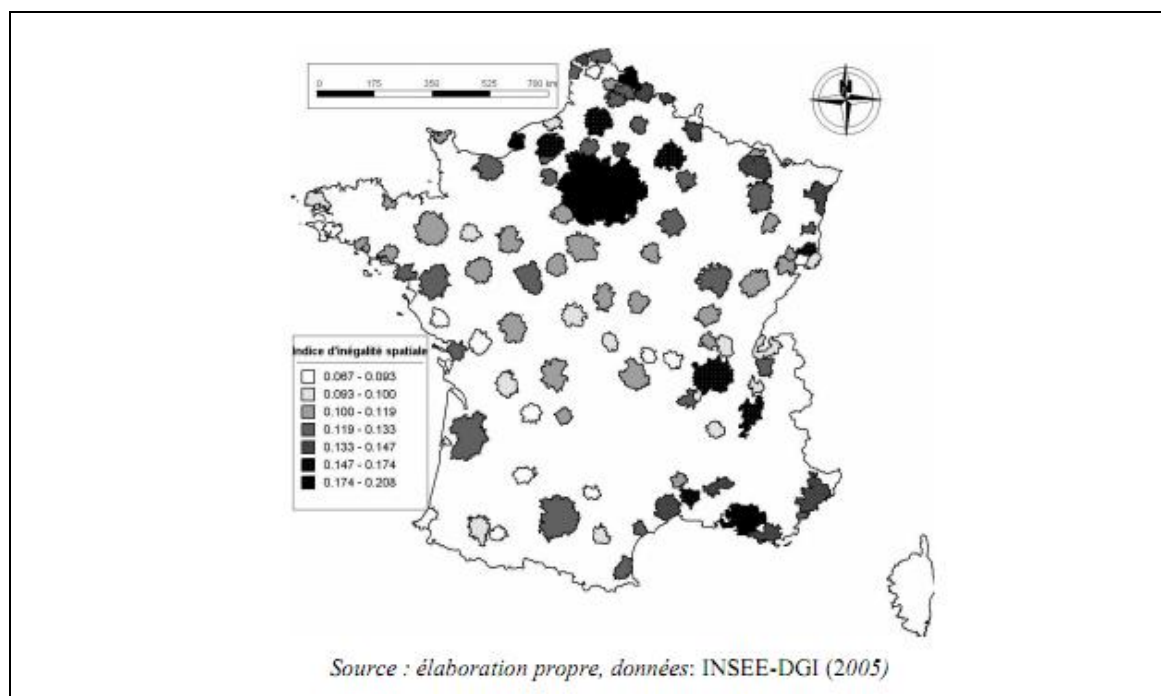 0 175 350 525 700 km
N
Indice d'inégalité spatiale
0.067 - 0.093
0.093 - 0.100
0.100 - 0.119
0.119 - 0.133
0.133 - 0.147
0.147 - 0.174
0.174 - 0.208
Source : élaboration propre, données: INSEE-DGI (2005)